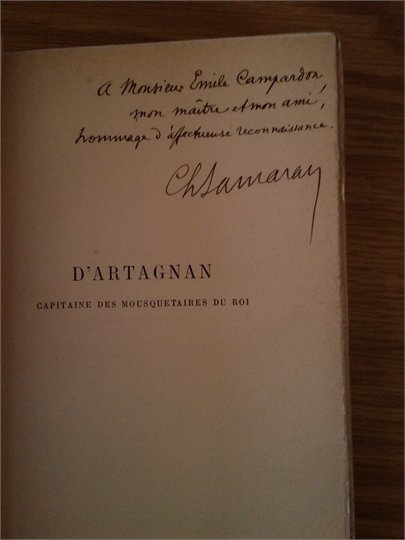 A Monsieur Emile Campardon
mon maître et mon ami,
hommage d'affectueuse reconnaissance.
ChSamaran
D'ARTAGNAN
CAPITAINE DES MOUSQUETAIRES DU ROI